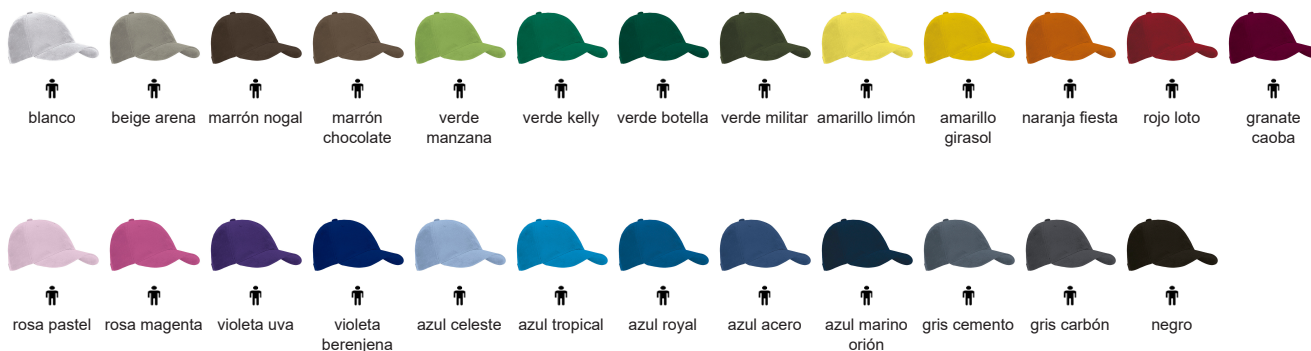 blanco
beige arena
marrón nogal
marrón
chocolate
verde
manzana
verde kelly
verde botella
verde militar
amarillo limón
amarillo
girasol
naranja fiesta
rojo loto
granate
caoba
rosa pastel
rosa magenta
violeta uva
violeta
berenjena
azul celeste
azul tropical
azul royal
azul acero
azul marino
orión
gris cemento
gris carbón
negro